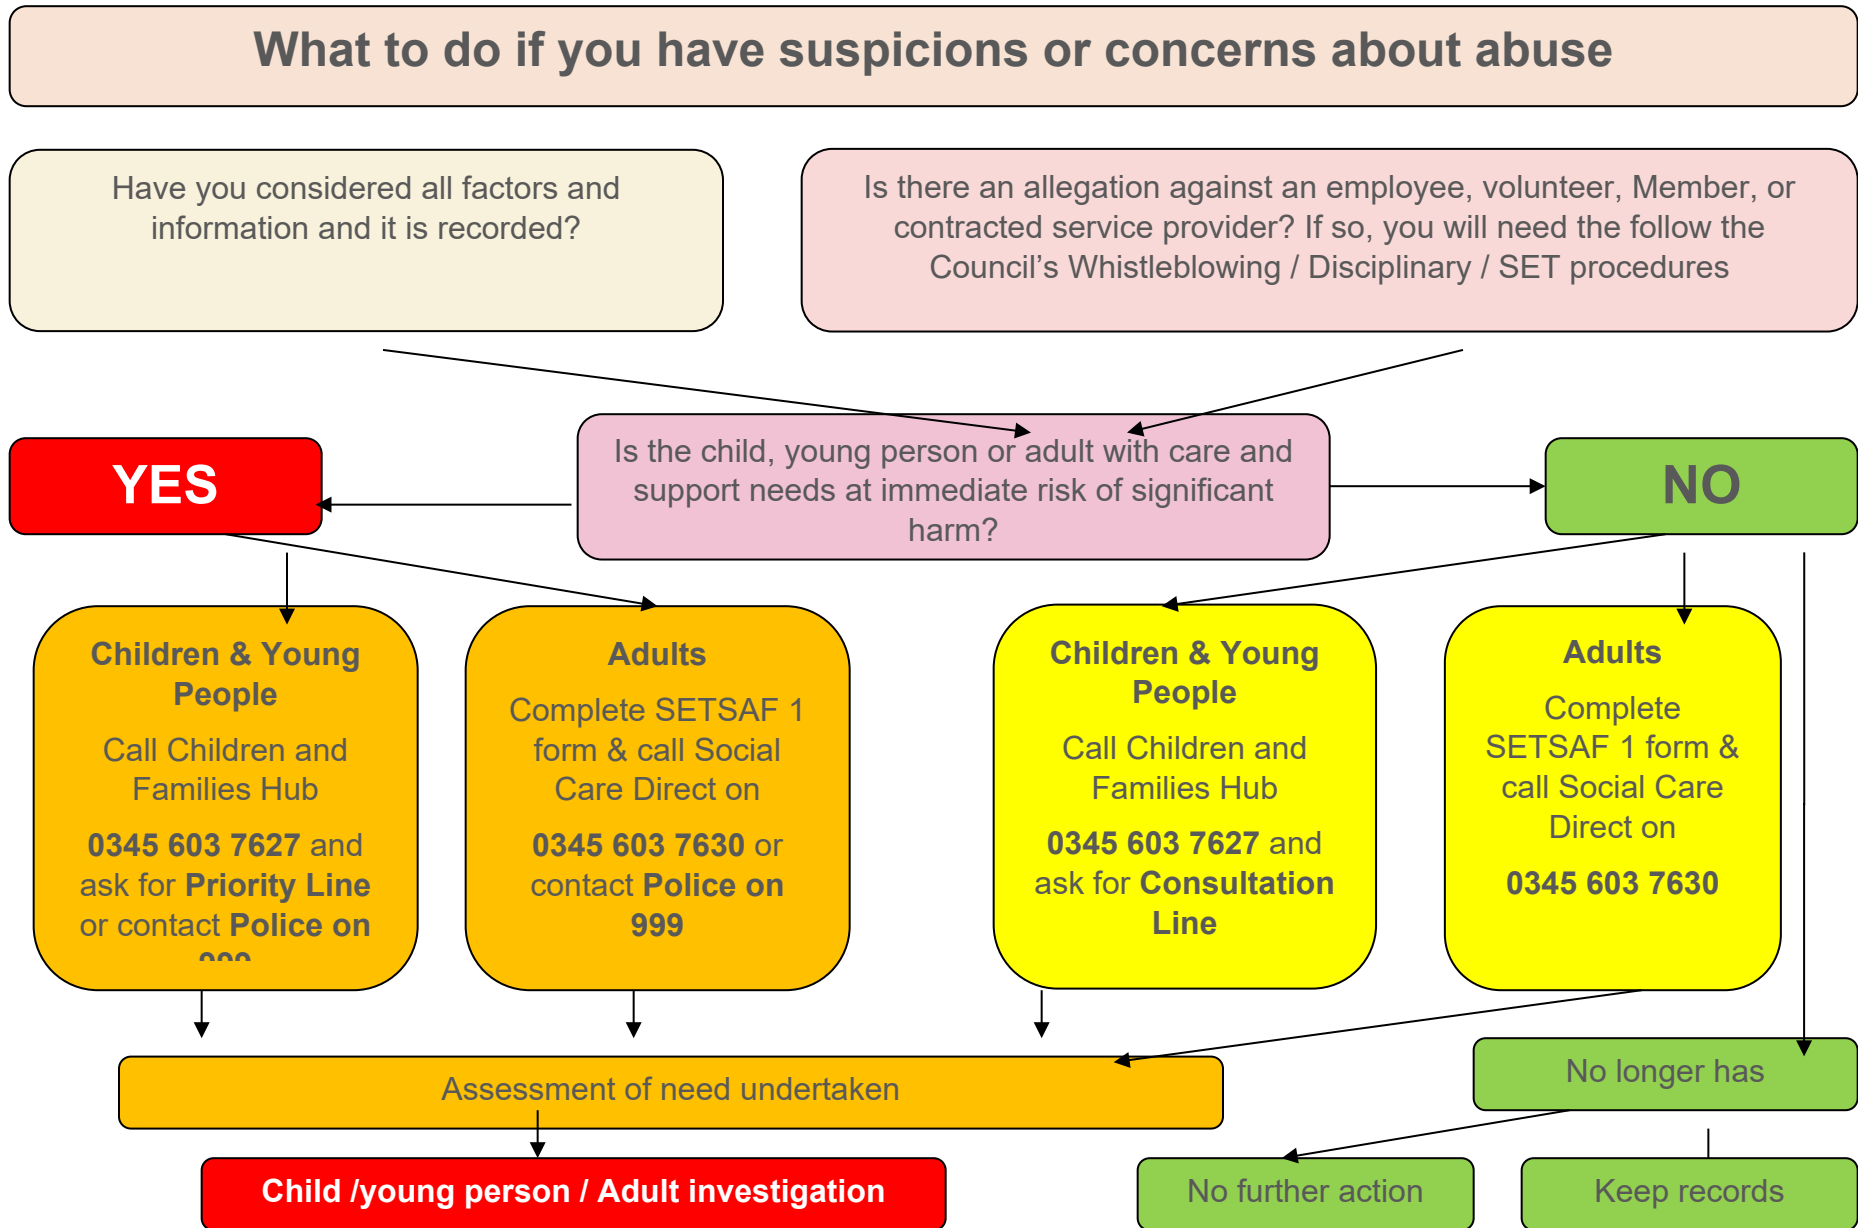 What to do if you have suspicions or concerns about abuse
Have you considered all factors and
information and it is recorded?
Is there an allegation against an employee, volunteer, Member, or
contracted service provider? If so, you will need the follow the
Council’s Whistleblowing / Disciplinary / SET procedures
YES
Is the child, young person or adult with care and
support needs at immediate risk of significant
harm?
NO
Children & Young
People
Call Children and
Families Hub
0345 603 7627 and
ask for Priority Line
or contact Police on
999
Adults
Complete SETSAF 1
form & call Social
Care Direct on
0345 603 7630 or
contact Police on
999
Children & Young
People
Call Children and
Families Hub
0345 603 7627 and
ask for Consultation
Line
Adults
Complete
SETSAF 1 form &
call Social Care
Direct on
0345 603 7630
Assessment of need undertaken
No longer has
Child /young person / Adult investigation
No further action
Keep records